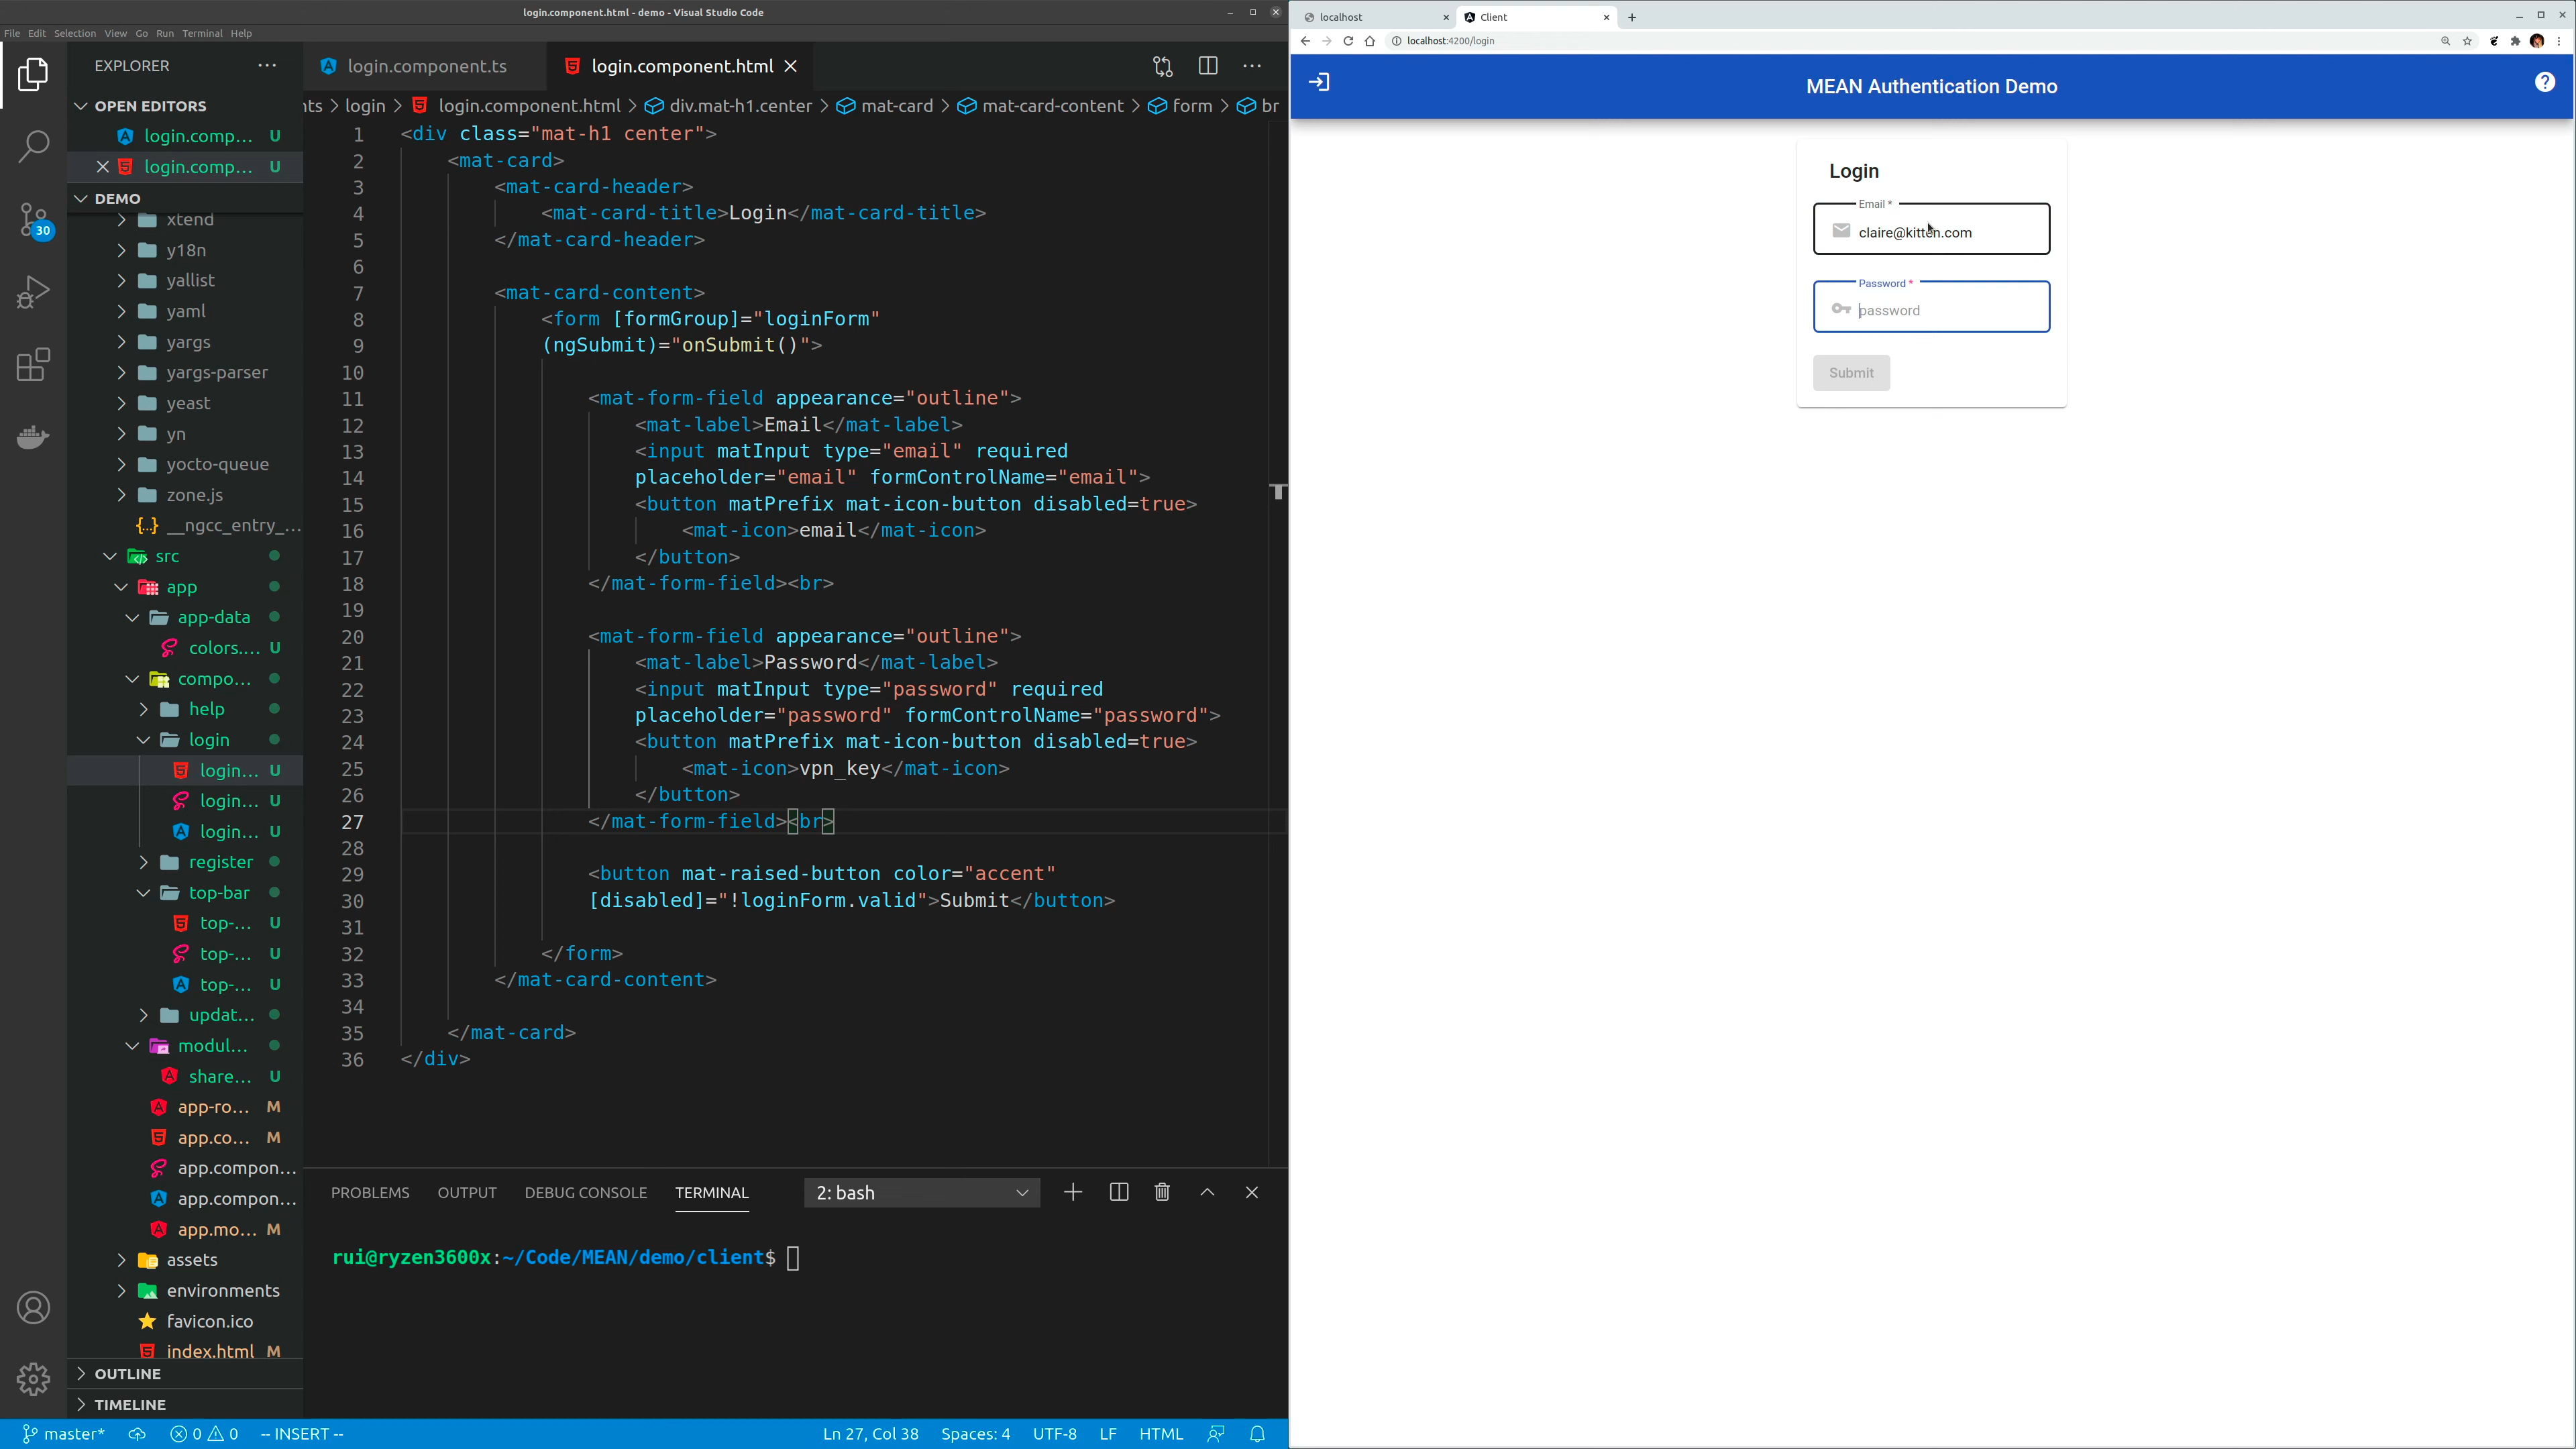 login.component.html - demo - Visual Studio Code
File Edit Selection View Go Run Terminal Help
EXPLORER
OPEN EDITORS
login.comp... U
login.comp... U
DEMO
xtend
y18n
yallist
yaml
yargs
yargs-parser
yeast
yn
yocto-queue
zone.js
__ngcc_entry_...
src
app
app-data
colors.... U
compo...
help
login
login... U
login... U
login... U
register
top-bar
top-... U
top-... U
top-... U
updat...
modul...
share... U
app-ro... M
app.co... M
app.compon...
app.compon...
app.mo... M
assets
environments
favicon.ico
index.html M
OUTLINE
TIMELINE
30
login.component.ts
login.component.html
nts > login > login.component.html > div.mat-h1.center > mat-card > mat-card-content > form > br
1 <div class="mat-h1 center">
2 <mat-card>
3 <mat-card-header>
4 <mat-card-title>Login</mat-card-title>
5 </mat-card-header>
6
7 <mat-card-content>
8 <form [formGroup]="loginForm"
9 (ngSubmit)="onSubmit()">
10
11 <mat-form-field appearance="outline">
12 <mat-label>Email</mat-label>
13 <input matInput type="email" required
14 placeholder="email" formControlName="email">
15 <button matPrefix mat-icon-button disabled=true>
16 <mat-icon>email</mat-icon>
17 </button>
18 </mat-form-field><br>
19
20 <mat-form-field appearance="outline">
21 <mat-label>Password</mat-label>
22 <input matInput type="password" required
23 placeholder="password" formControlName="password">
24 <button matPrefix mat-icon-button disabled=true>
25 <mat-icon>vpn_key</mat-icon>
26 </button>
27 </mat-form-field><br>
28
29 <button mat-raised-button color="accent"
30 [disabled]="!loginForm.valid">Submit</button>
31
32 </form>
33 </mat-card-content>
34
35 </mat-card>
36 </div>
PROBLEMS OUTPUT DEBUG CONSOLE TERMINAL 2: bash
rui@ryzen3600x:~/Code/MEAN/demo/client$
master* 0 0 -- INSERT -- Ln 27, Col 38 Spaces: 4 UTF-8 LF HTML
localhost
Client
localhost:4200/login
MEAN Authentication Demo
Login
Email *
claire@kitten.com
Password *
password
Submit